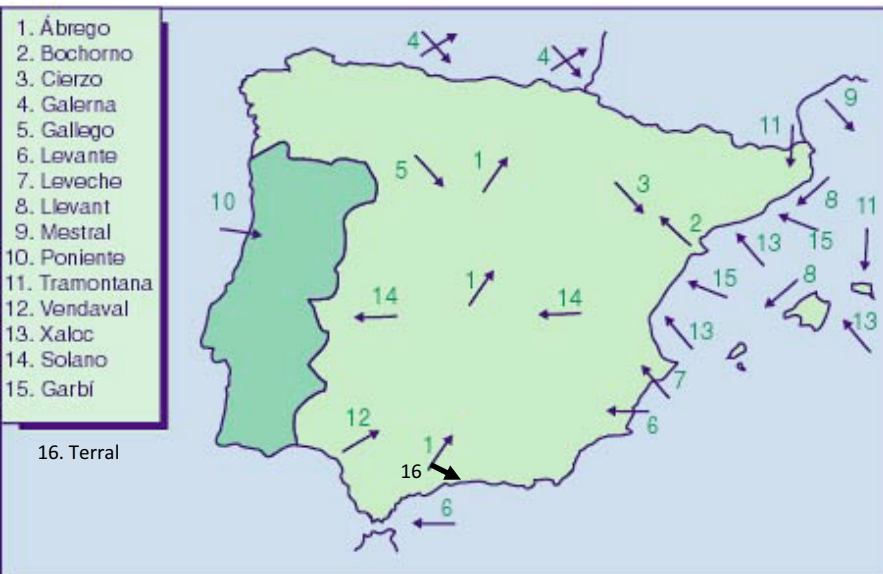 1. Ábrego
2. Bochorno
3. Cierzo
4. Galerna
5. Gallego
6. Levante
7. Leveche
8. Llevant
9. Mestral
10. Poniente
11. Tramontana
12. Vendaval
13. Xaloc
14. Solano
15. Garbí
16. Terral
4
4
9
11
5
1
3
8
10
2
13
15
11
1
14
14
15
8
13
13
7
12
1
6
16
6